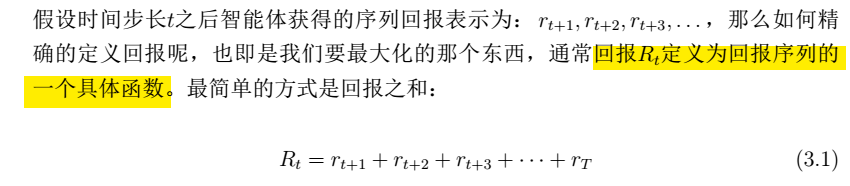 假设时间步长t之后智能体获得的序列回报表示为：r_{t+1}, r_{t+2}, r_{t+3}, . . . ，那么如何精
确的定义回报呢，也即是我们要最大化的那个东西，通常回报R_t定义为回报序列的
一个具体函数。最简单的方式是回报之和：
R_t = r_{t+1} + r_{t+2} + r_{t+3} + · · · + r_T (3.1)